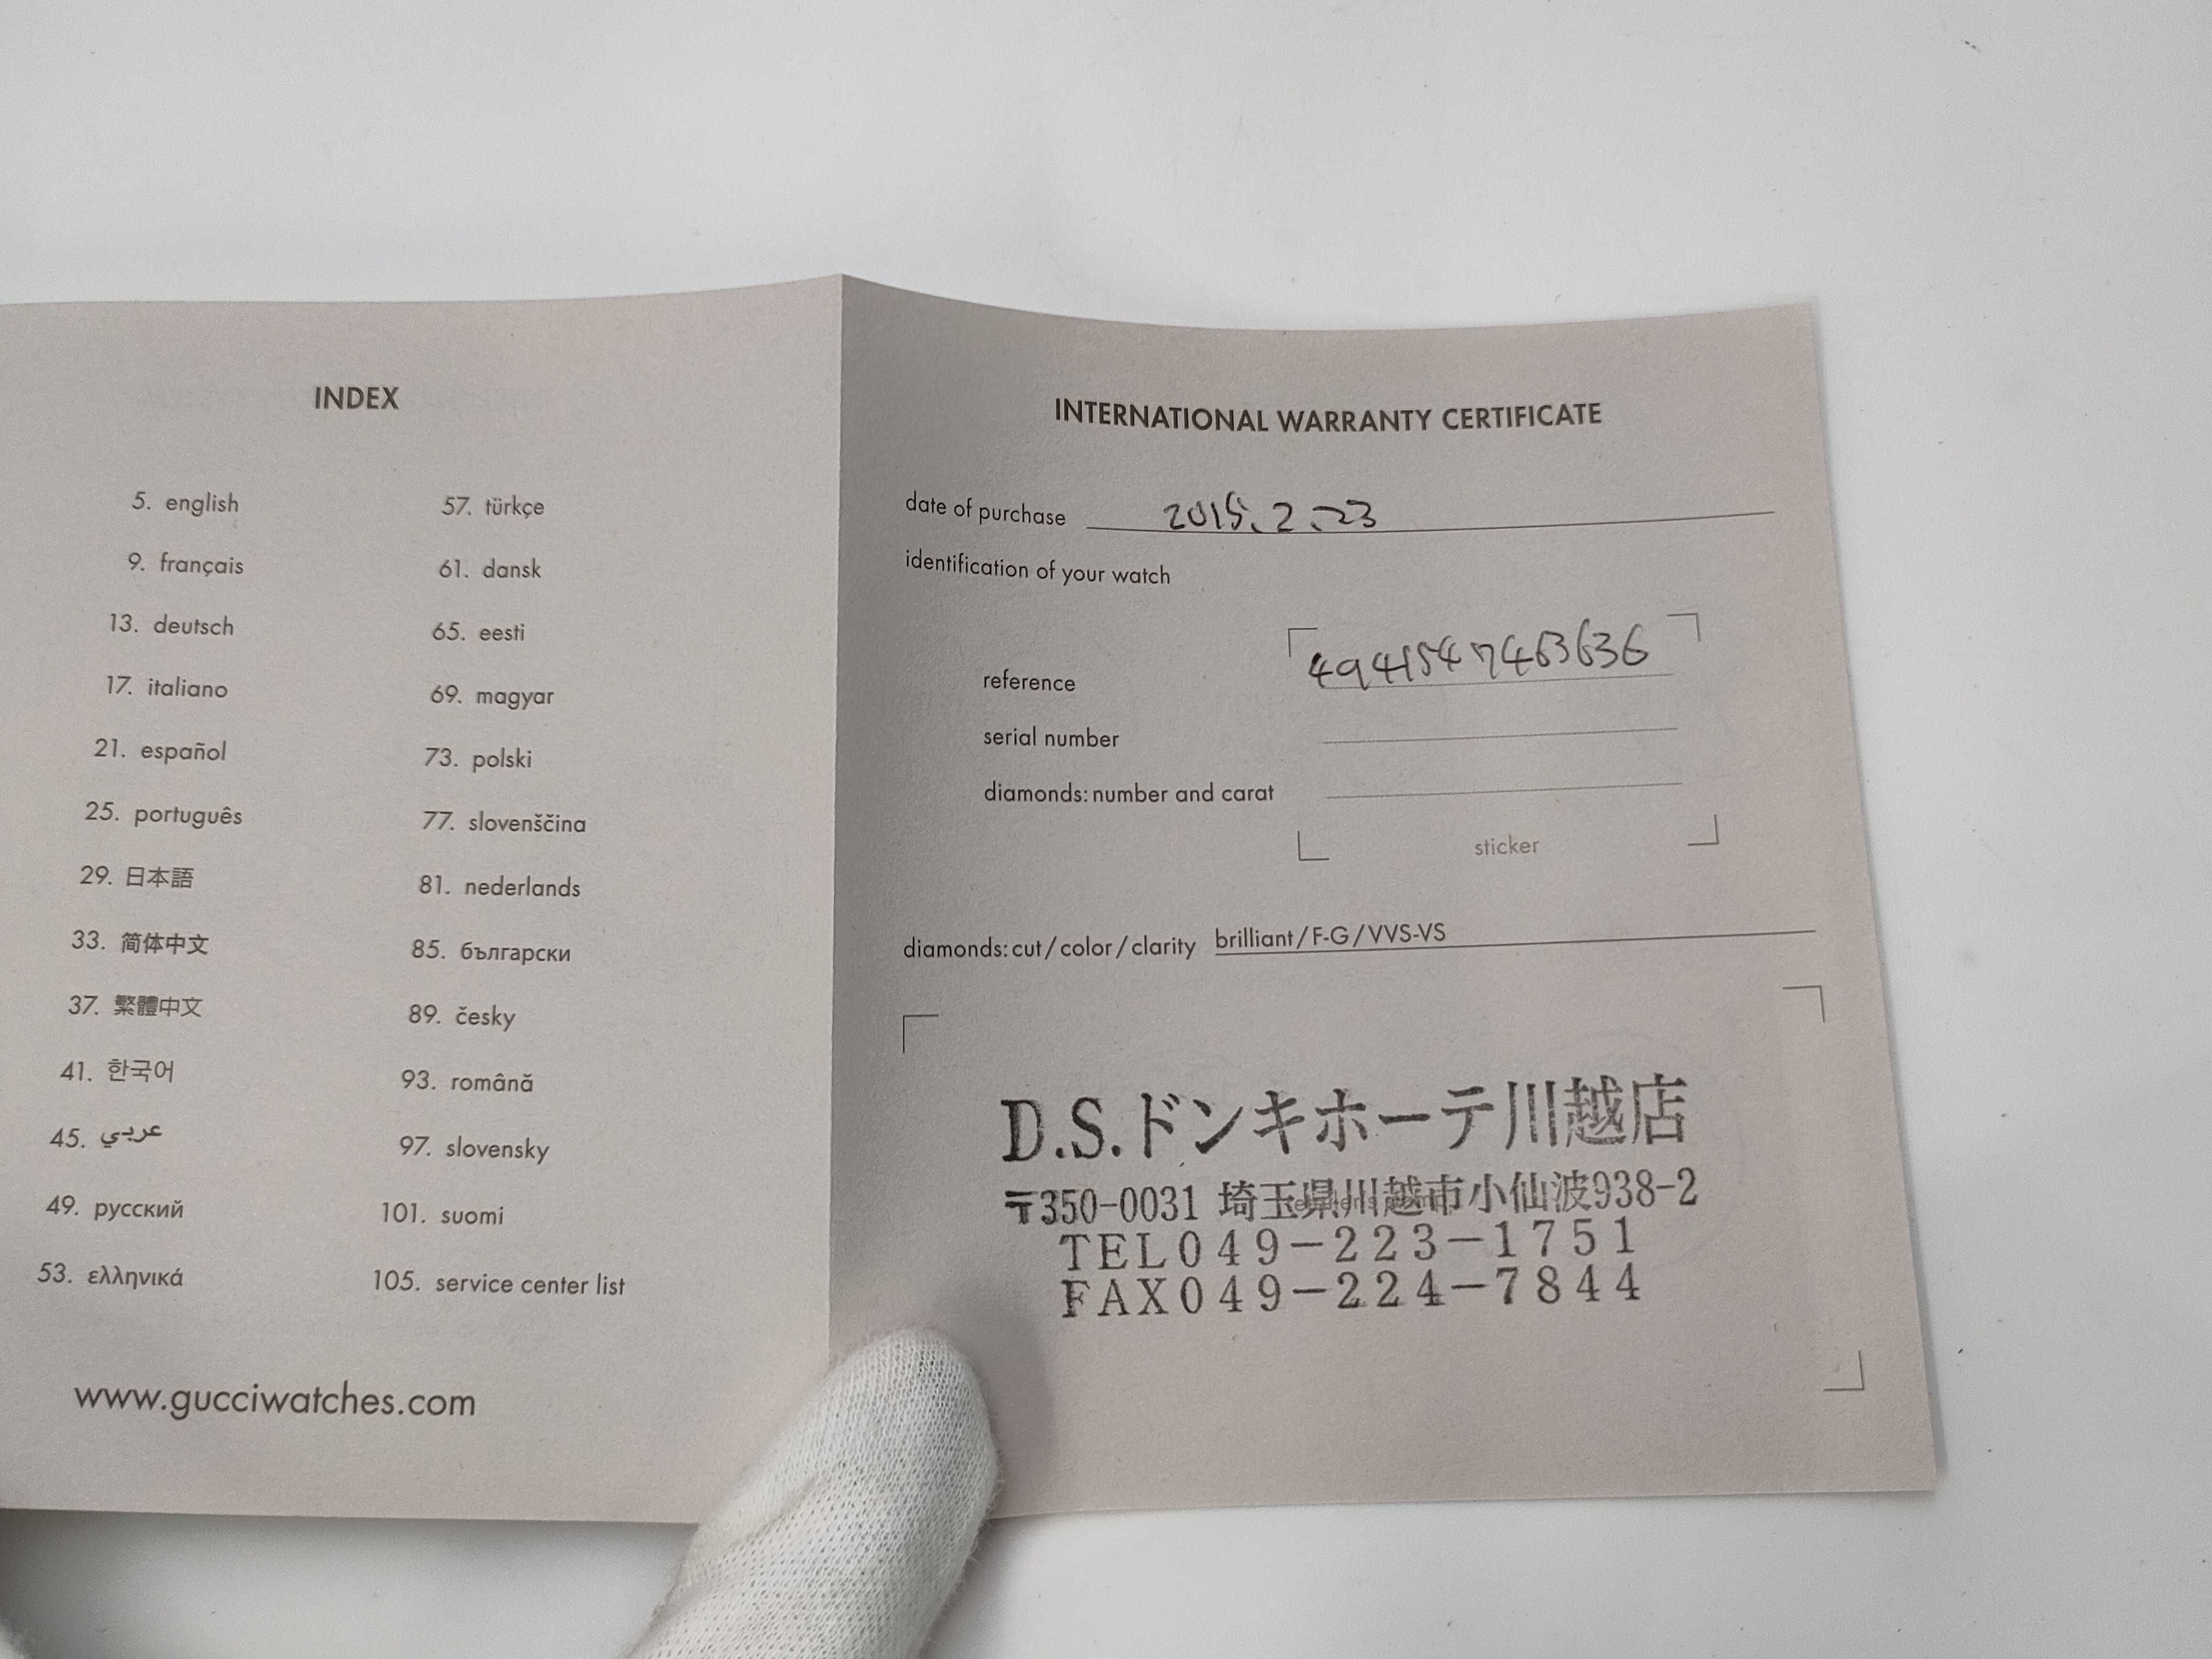 INDEX
5. english
9. français
13. deutsch
17. italiano
21. español
25. português
29. 日本語
33. 简体中文
37. 繁體中文
41. 한국어
45. عربي
49. русский
53. ελληνικά
57. türkçe
61. dansk
65. eesti
69. magyar
73. polski
77. slovenščina
81. nederlands
85. български
89. česky
93. română
97. slovensky
101. suomi
105. service center list
www.gucciwatches.com
INTERNATIONAL WARRANTY CERTIFICATE
date of purchase 2015.2.23
identification of your watch
reference 4941547463636
serial number
diamonds: number and carat
sticker
diamonds: cut/color/clarity brilliant/F-G/VVS-VS
D.S.ドンキホーテ川越店
〒350-0031 埼玉県川越市小仙波938-2
TEL049-223-1751
FAX049-224-7844